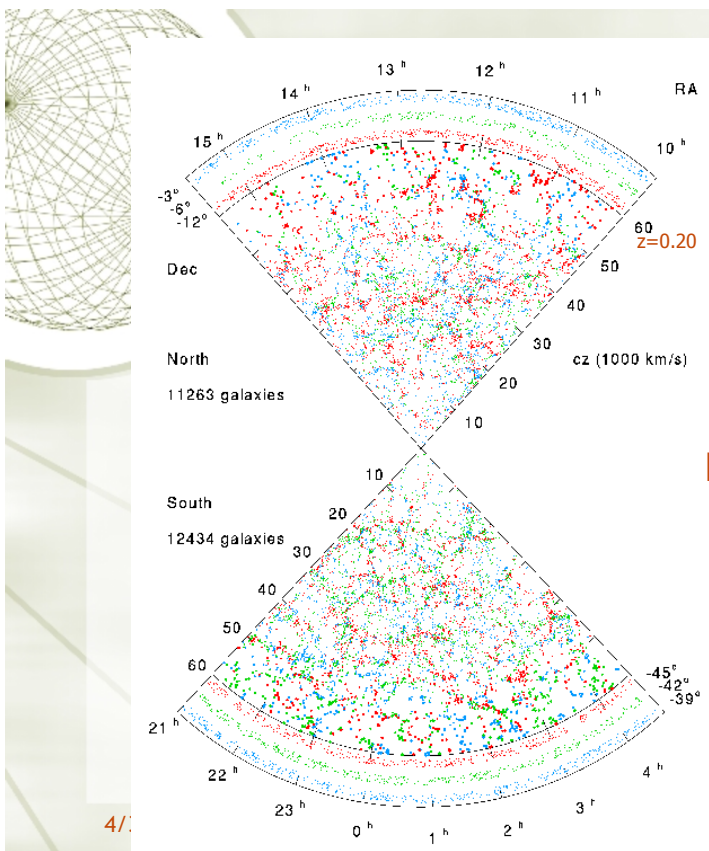 13 h
12 h
14 h
11 h
RA
15 h
10 h
-3°
-6°
-12°
60
z=0.20
Dec
50
40
30
North
cz (1000 km/s)
20
11263 galaxies
10
10
South
20
12434 galaxies
30
40
50
60
-45°
-42°
-39°
21 h
22 h
4 h
23 h
3 h
0 h
1 h
2 h
4/